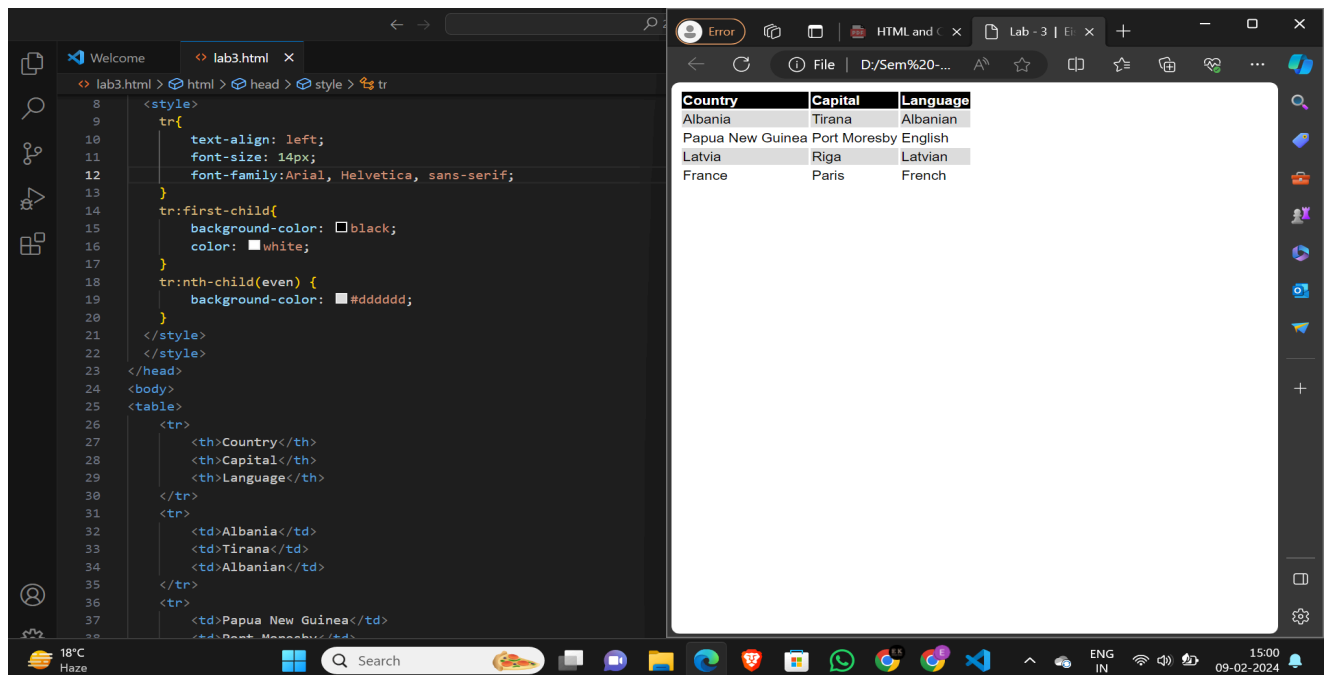 2
Error
HTML and C
Lab - 3 | Ei
Welcome
lab3.html
File
D:/Sem%20-...
lab3.html > html > head > style > tr
8 <style>
9 tr{
10 text-align: left;
11 font-size: 14px;
12 font-family:Arial, Helvetica, sans-serif;
13 }
14 tr:first-child{
15 background-color: black;
16 color: white;
17 }
18 tr:nth-child(even) {
19 background-color: #dddddd;
20 }
21 </style>
22 </style>
23 </head>
24 <body>
25 <table>
26 <tr>
27 <th>Country</th>
28 <th>Capital</th>
29 <th>Language</th>
30 </tr>
31 <tr>
32 <td>Albania</td>
33 <td>Tirana</td>
34 <td>Albanian</td>
35 </tr>
36 <tr>
37 <td>Papua New Guinea</td>
38 <td>Port Moresby</td>
Country Capital Language
Albania Tirana Albanian
Papua New Guinea Port Moresby English
Latvia Riga Latvian
France Paris French
18°C
Haze
Search
ENG
IN
15:00
09-02-2024